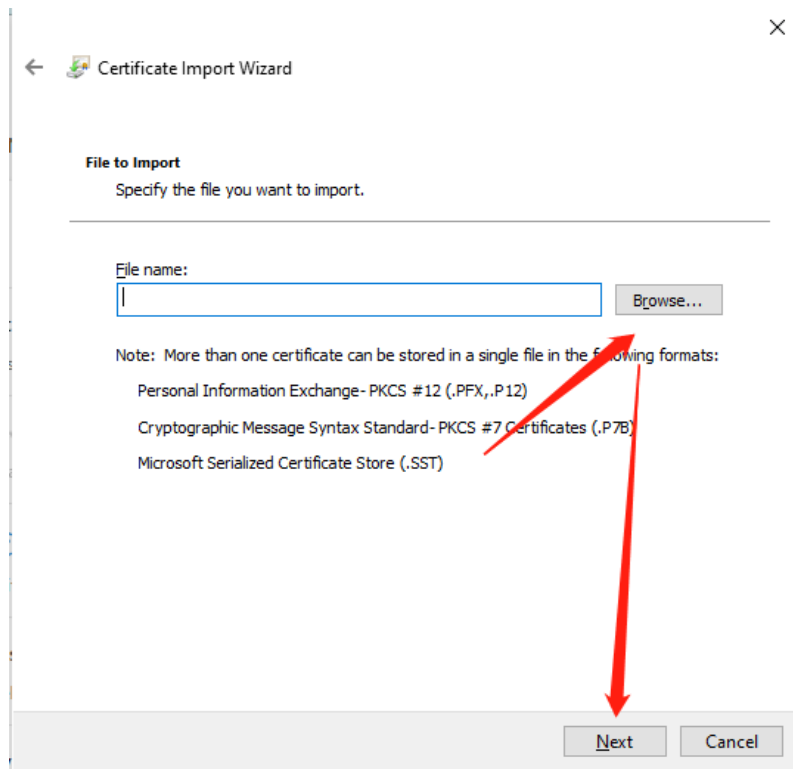 Certificate Import Wizard
File to Import
Specify the file you want to import.
File name:
Browse...
Note: More than one certificate can be stored in a single file in the following formats:
Personal Information Exchange- PKCS #12 (.PFX,.P12)
Cryptographic Message Syntax Standard- PKCS #7 Certificates (.P7B)
Microsoft Serialized Certificate Store (.SST)
Next
Cancel